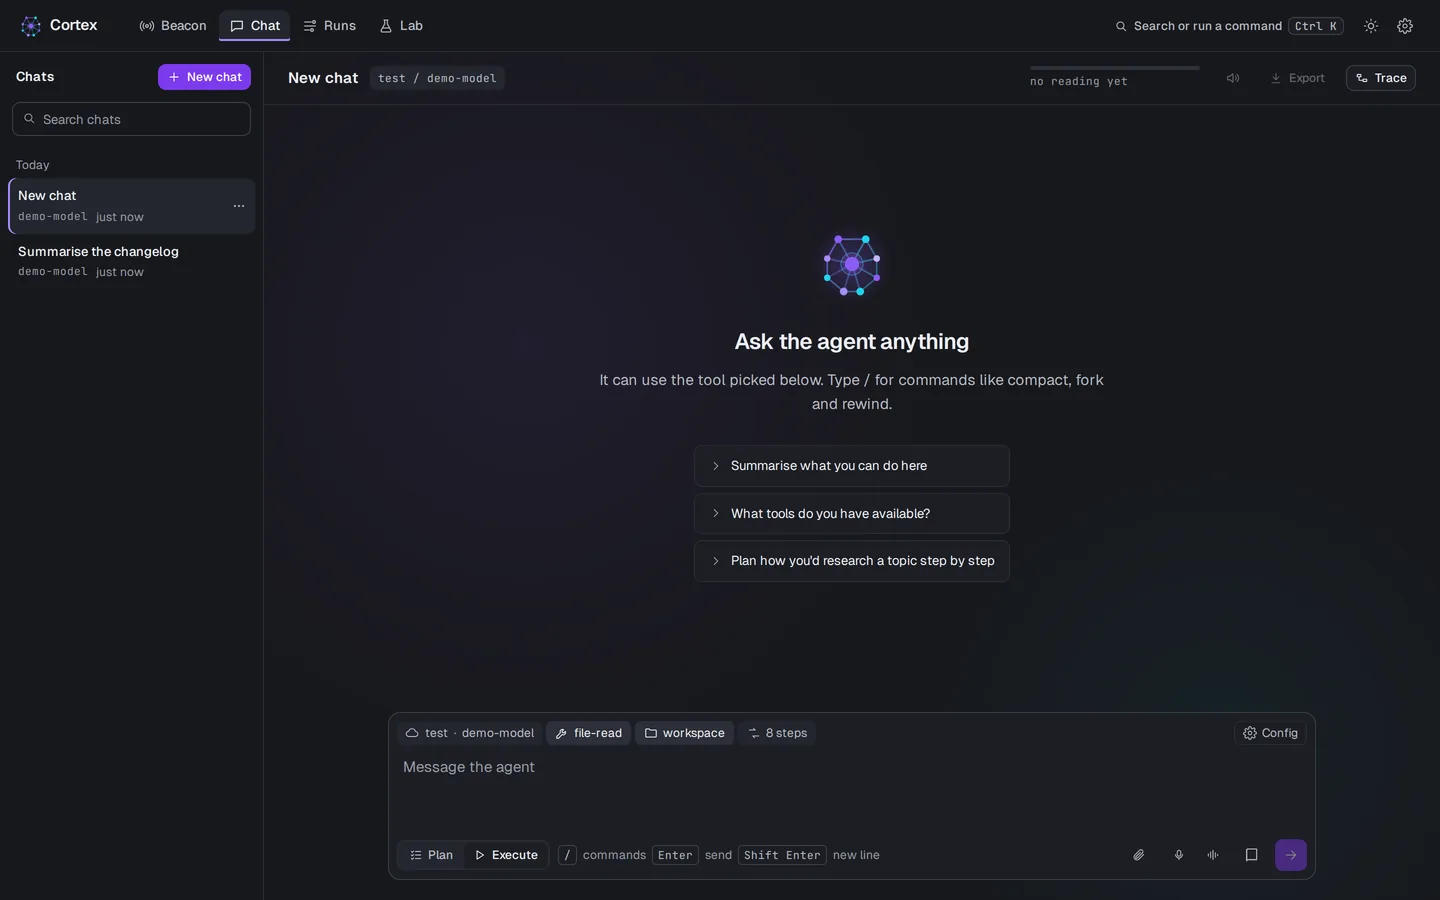 Cortex
Beacon
Chat
Runs
Lab
Search or run a command
Ctrl K
Chats
New chat
Search chats
Today
New chat
demo-model just now
Summarise the changelog
demo-model just now
New chat
test / demo-model
no reading yet
Export
Trace
Ask the agent anything
It can use the tool picked below. Type / for commands like compact, fork
and rewind.
Summarise what you can do here
What tools do you have available?
Plan how you'd research a topic step by step
test · demo-model
file-read
workspace
8 steps
Config
Message the agent
Plan
Execute
/ commands Enter send Shift Enter new line